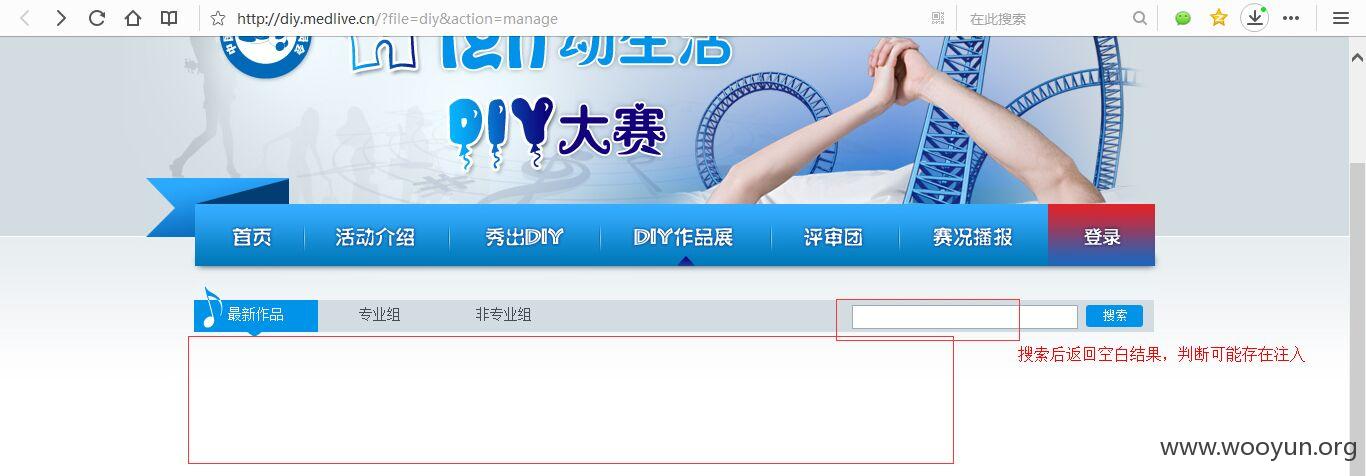 http://diy.medlive.cn/?file=diy&action=manage
在此搜索
动生活
DIY大赛
首页 活动介绍 秀出DIY DIY作品展 评审团 赛况播报 登录
最新作品 专业组 非专业组 搜索
搜索后返回空白结果，判断可能存在注入
www.wooyun.org